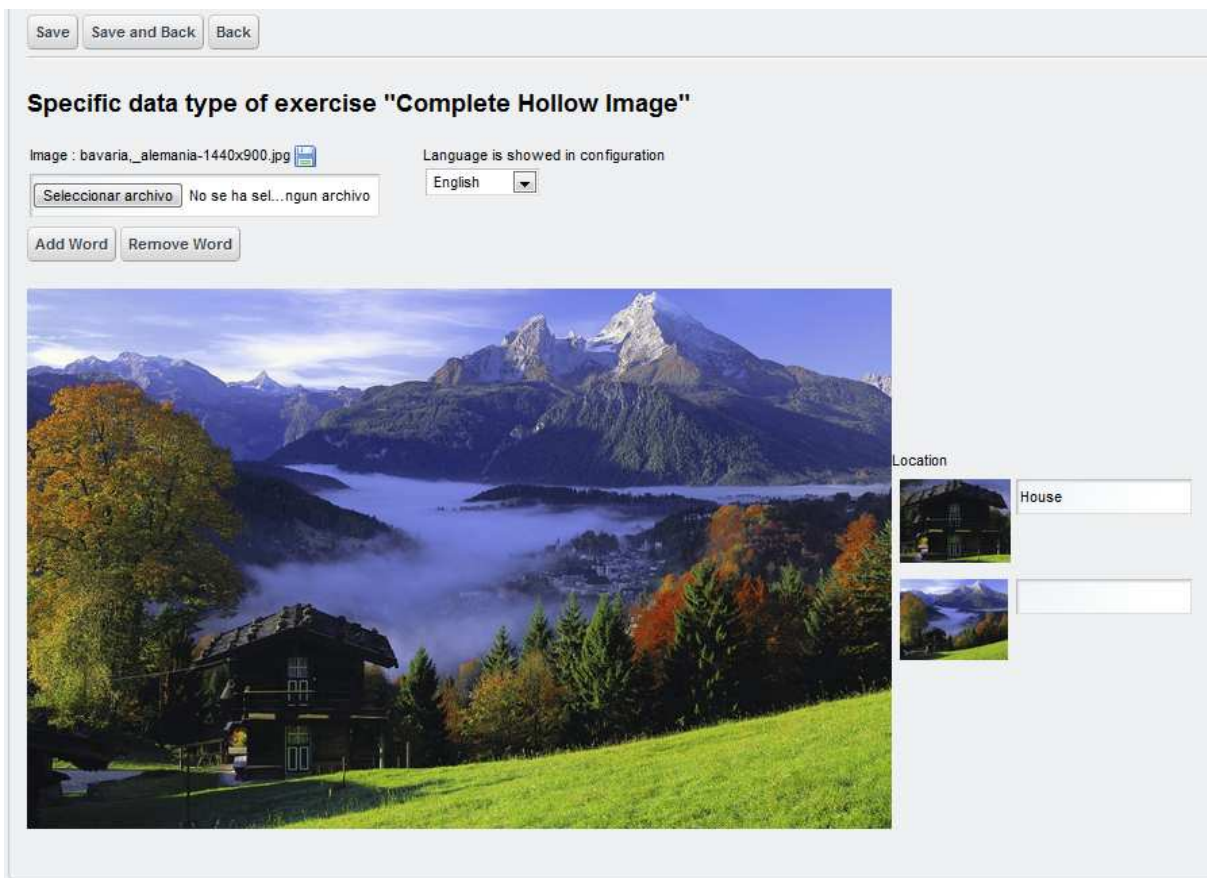 Save Save and Back Back
Specific data type of exercise "Complete Hollow Image"
Image : bavaria,_alemania-1440x900.jpg
Language is showed in configuration
English
Seleccionar archivo No se ha sel...ngun archivo
Add Word Remove Word
Location
House